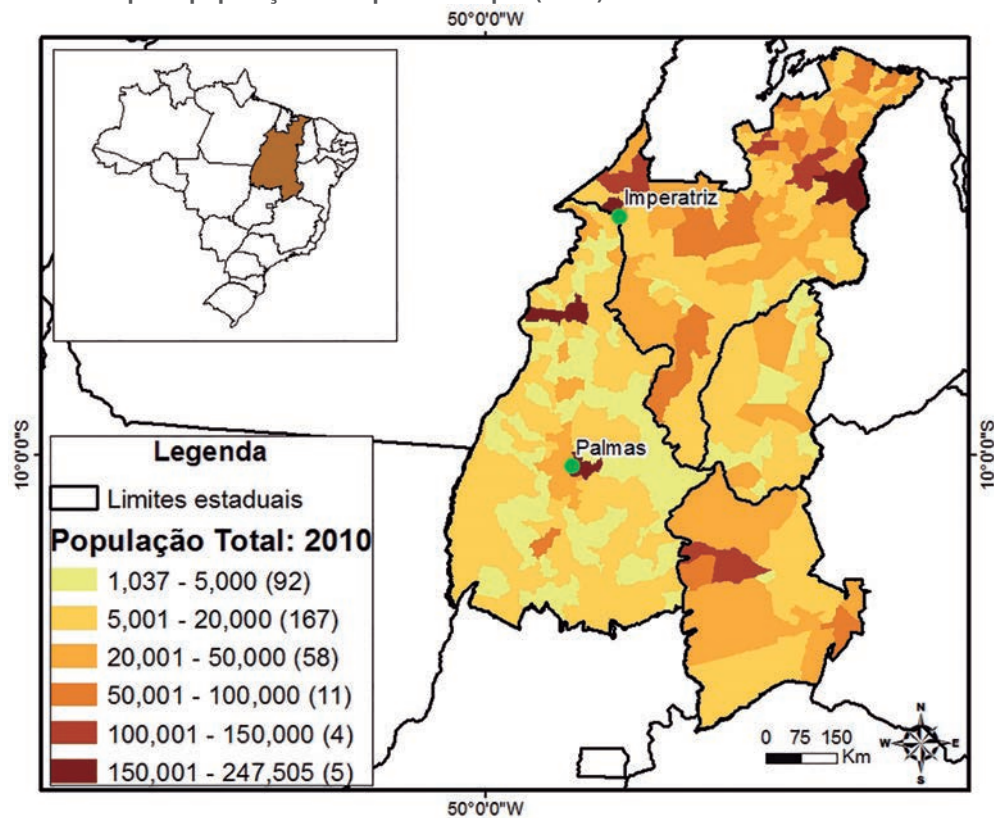 50°0'0"W
Imperatriz
Palmas
10°0'0"S
10°0'0"S
Legenda
Limites estaduais
População Total: 2010
1,037 - 5,000 (92)
5,001 - 20,000 (167)
20,001 - 50,000 (58)
50,001 - 100,000 (11)
100,001 - 150,000 (4)
150,001 - 247,505 (5)
0 75 150
Km
N
W E
S
50°0'0"W